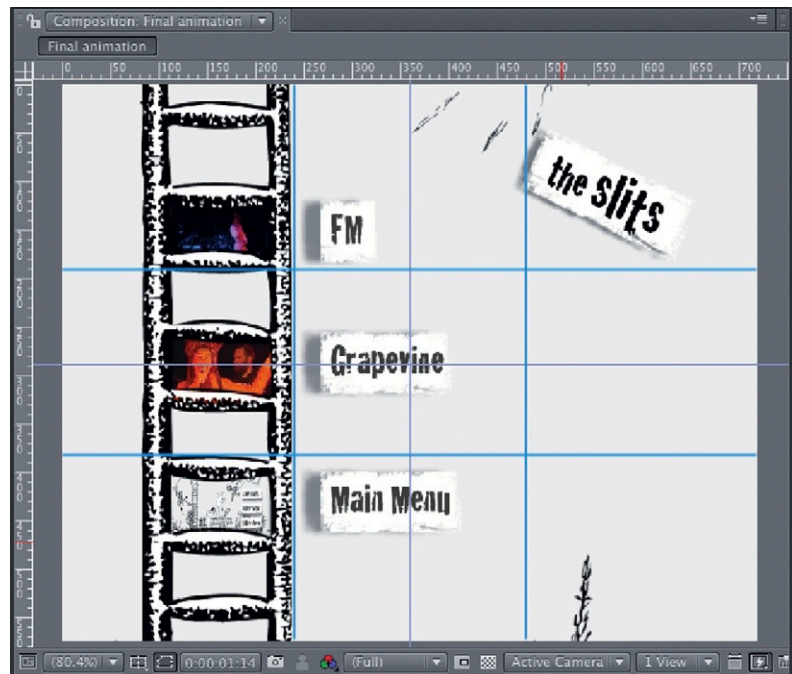 Composition: Final animation
Final animation
0 50 100 150 200 250 300 350 400 450 500 550 600 650 700
the slits
FM
Grapevine
Main Menu
(80.4%) 0:00:01:14 (Full) Active Camera 1 View